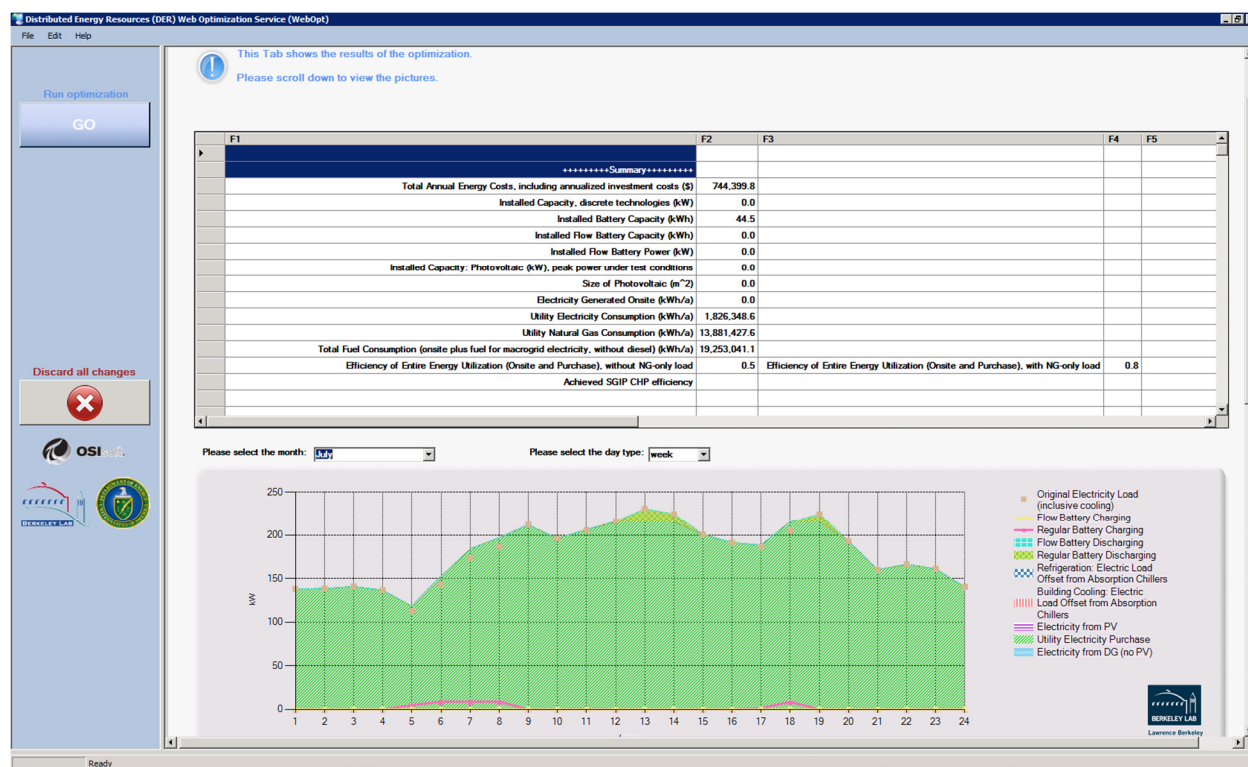 Distributed Energy Resources (DER) Web Optimization Service (WebOpt)
File Edit Help
This Tab shows the results of the optimization.
Please scroll down to view the pictures.
Run optimization
GO
F1 F2 F3 F4 F5
+++++++++Summary+++++++++
Total Annual Energy Costs, including annualized investment costs ($) 744,399.8
Installed Capacity, discrete technologies (kW) 0.0
Installed Battery Capacity (kWh) 44.5
Installed Flow Battery Capacity (kWh) 0.0
Installed Flow Battery Power (kW) 0.0
Installed Capacity: Photovoltaic (kW), peak power under test conditions 0.0
Size of Photovoltaic (m^2) 0.0
Electricity Generated Onsite (kWh/a) 0.0
Utility Electricity Consumption (kWh/a) 1,826,348.6
Utility Natural Gas Consumption (kWh/a) 13,881,427.6
Total Fuel Consumption (onsite plus fuel for macrogrid electricity, without diesel) (kWh/a) 19,253,041.1
Efficiency of Entire Energy Utilization (Onsite and Purchase), without NG-only load 0.5 Efficiency of Entire Energy Utilization (Onsite and Purchase), with NG-only load 0.8
Achieved SGIP CHP efficiency
Discard all changes
OSIsoft.
BERKELEY LAB
Please select the month: July Please select the day type: week
250
200
150
100
50
0
kW
1 2 3 4 5 6 7 8 9 10 11 12 13 14 15 16 17 18 19 20 21 22 23 24
Original Electricity Load
(inclusive cooling)
Flow Battery Charging
Regular Battery Charging
Flow Battery Discharging
Regular Battery Discharging
Refrigeration: Electric Load
Offset from Absorption Chillers
Building Cooling: Electric
Load Offset from Absorption
Chillers
Electricity from PV
Utility Electricity Purchase
Electricity from DG (no PV)
BERKELEY LAB
Lawrence Berkeley
Ready